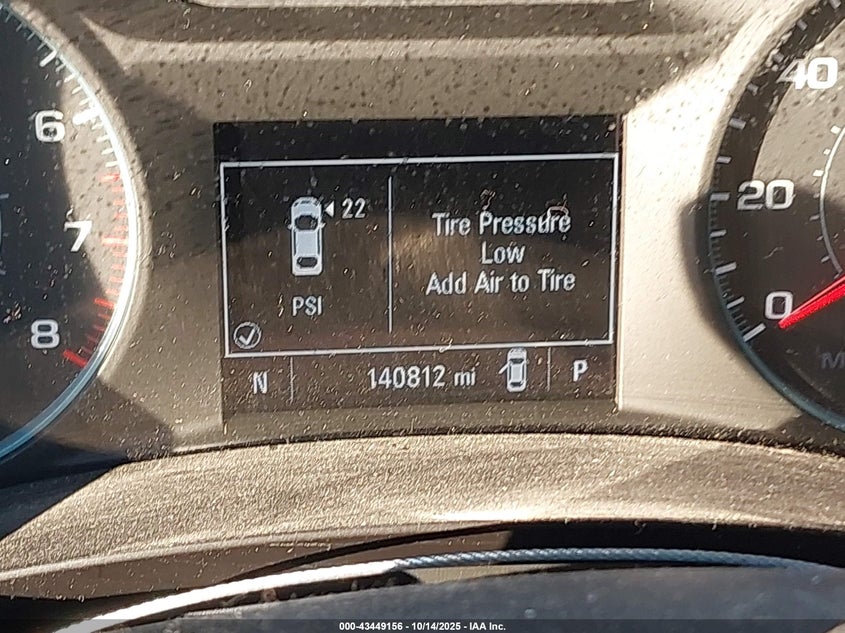 6
7
8
22
PSI
Tire Pressure
Low
Add Air to Tire
N
140812 mi
P
40
20
0
M
000-43449156 - 10/14/2025 - IAA Inc.